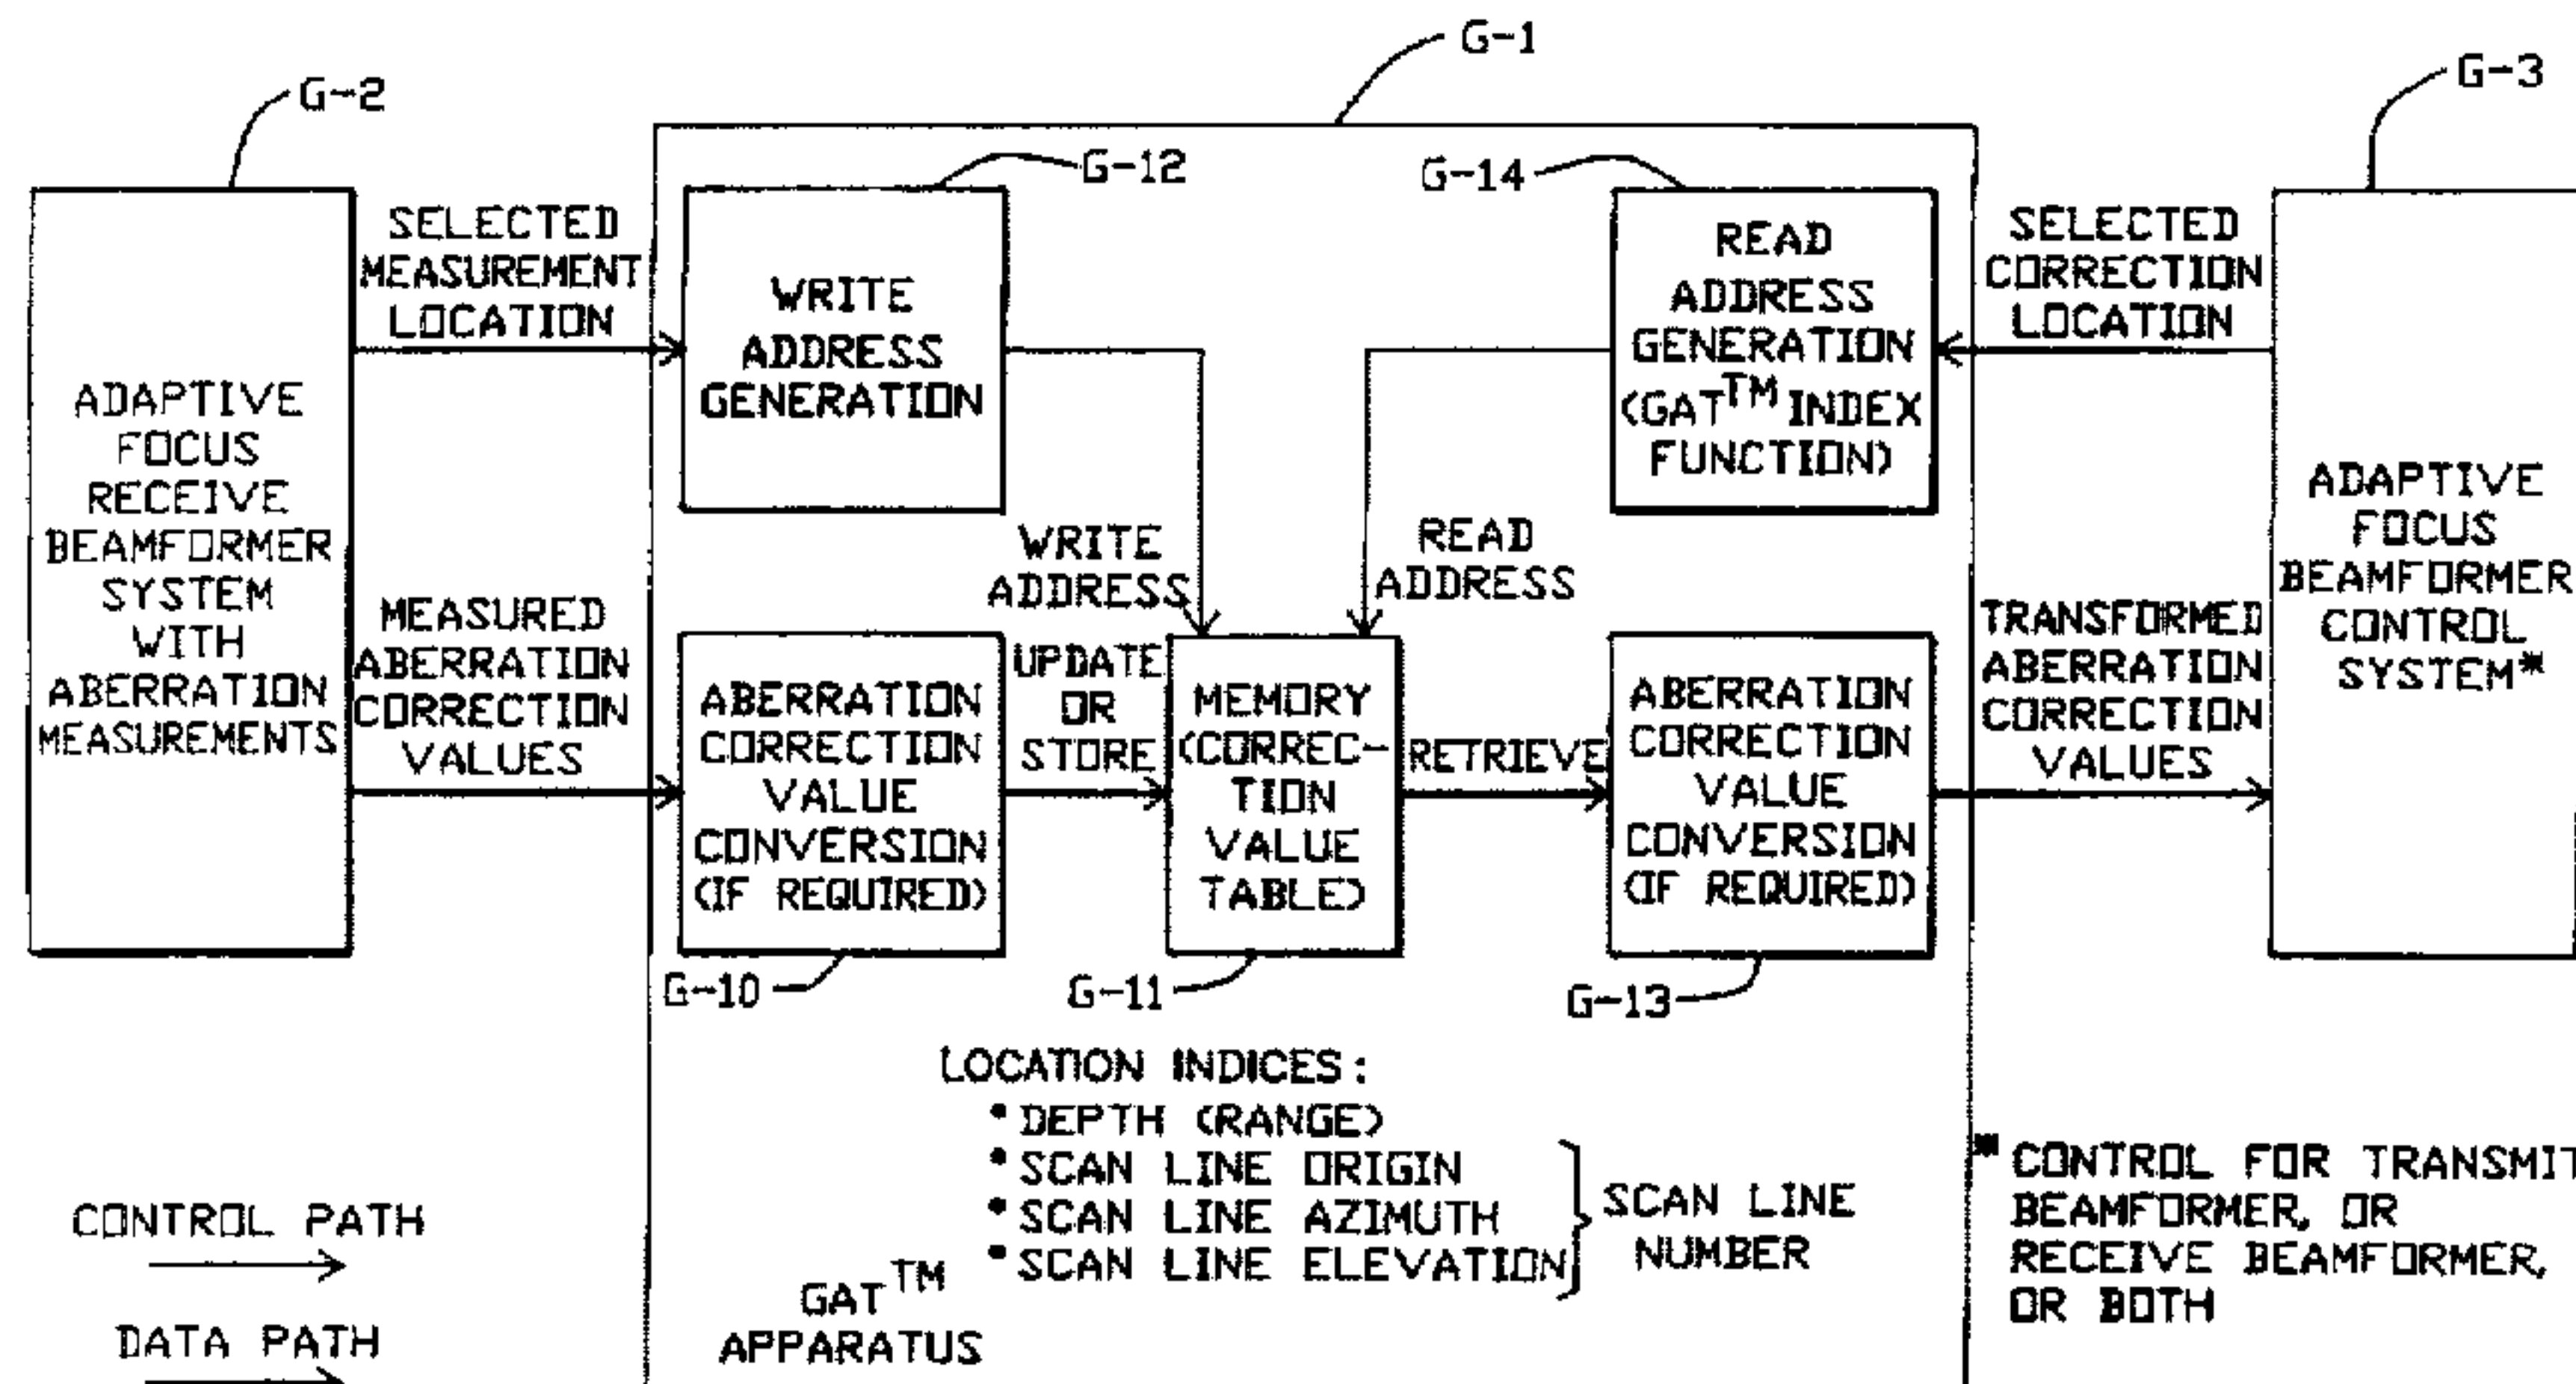 G-1
G-2
G-3
G-12
G-14
SELECTED
MEASUREMENT
LOCATION
WRITE
ADDRESS
GENERATION
READ
ADDRESS
GENERATION
(GAT™ INDEX
FUNCTION)
SELECTED
CORRECTION
LOCATION
ADAPTIVE
FOCUS
RECEIVE
BEAMFORMER
SYSTEM
WITH
ABERRATION
MEASUREMENTS
WRITE
ADDRESS
READ
ADDRESS
ADAPTIVE
FOCUS
BEAMFORMER
CONTROL
SYSTEM*
MEASURED
ABERRATION
CORRECTION
VALUES
ABERRATION
CORRECTION
VALUE
CONVERSION
(IF REQUIRED)
UPDATE
OR
STORE
MEMORY
(CORREC-
TION
VALUE
TABLE)
RETRIEVE
ABERRATION
CORRECTION
VALUE
CONVERSION
(IF REQUIRED)
TRANSFORMED
ABERRATION
CORRECTION
VALUES
G-10
G-11
G-13
LOCATION INDICES:
• DEPTH (RANGE)
• SCAN LINE ORIGIN
• SCAN LINE AZIMUTH
• SCAN LINE ELEVATION
SCAN LINE
NUMBER
* CONTROL FOR TRANSMIT
BEAMFORMER, OR
RECEIVE BEAMFORMER,
OR BOTH
CONTROL PATH
DATA PATH
GAT™
APPARATUS